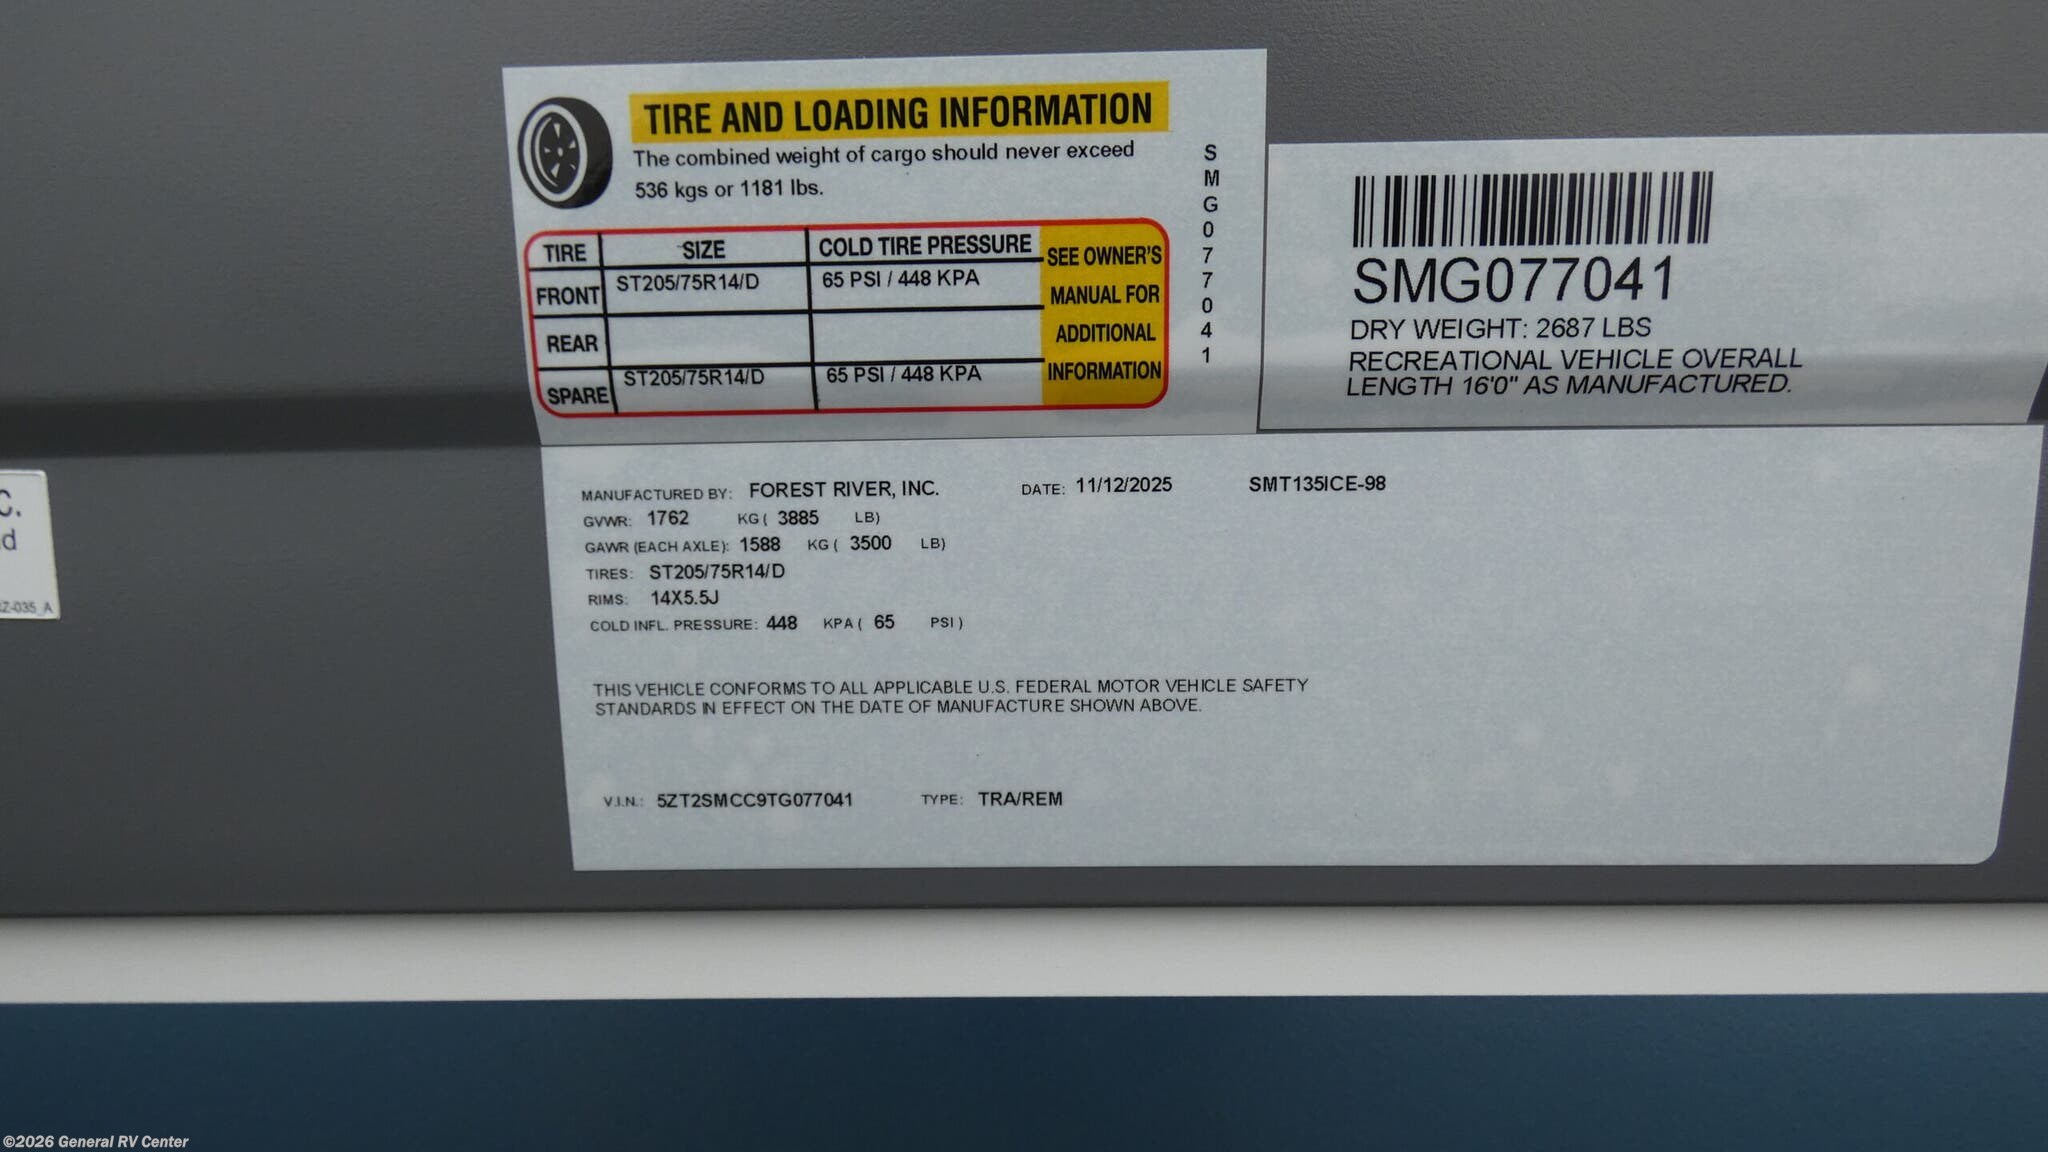 TIRE AND LOADING INFORMATION
The combined weight of cargo should never exceed
536 kgs or 1181 lbs.
TIRE SIZE COLD TIRE PRESSURE
FRONT ST205/75R14/D 65 PSI / 448 KPA
REAR
SPARE ST205/75R14/D 65 PSI / 448 KPA
SEE OWNER'S
MANUAL FOR
ADDITIONAL
INFORMATION
SMG077041
SMG077041
DRY WEIGHT: 2687 LBS
RECREATIONAL VEHICLE OVERALL
LENGTH 16'0" AS MANUFACTURED.
C.
d
Z-035_A
MANUFACTURED BY: FOREST RIVER, INC. DATE: 11/12/2025 SMT135ICE-98
GVWR: 1762 KG ( 3885 LB)
GAWR (EACH AXLE): 1588 KG ( 3500 LB)
TIRES: ST205/75R14/D
RIMS: 14X5.5J
COLD INFL. PRESSURE: 448 KPA ( 65 PSI )
THIS VEHICLE CONFORMS TO ALL APPLICABLE U.S. FEDERAL MOTOR VEHICLE SAFETY
STANDARDS IN EFFECT ON THE DATE OF MANUFACTURE SHOWN ABOVE.
V.I.N.: 5ZT2SMCC9TG077041 TYPE: TRA/REM
©2026 General RV Center